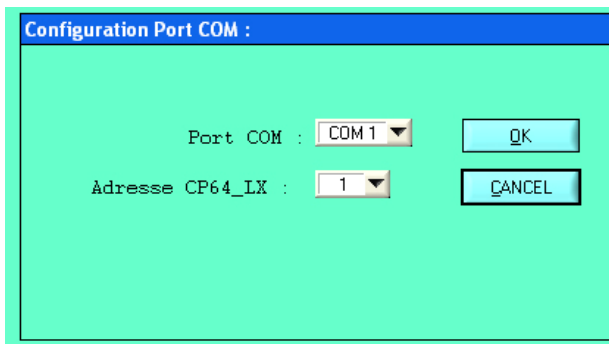 Configuration Port COM :
Port COM : COM 1 OK
Adresse CP64_LX : 1 CANCEL